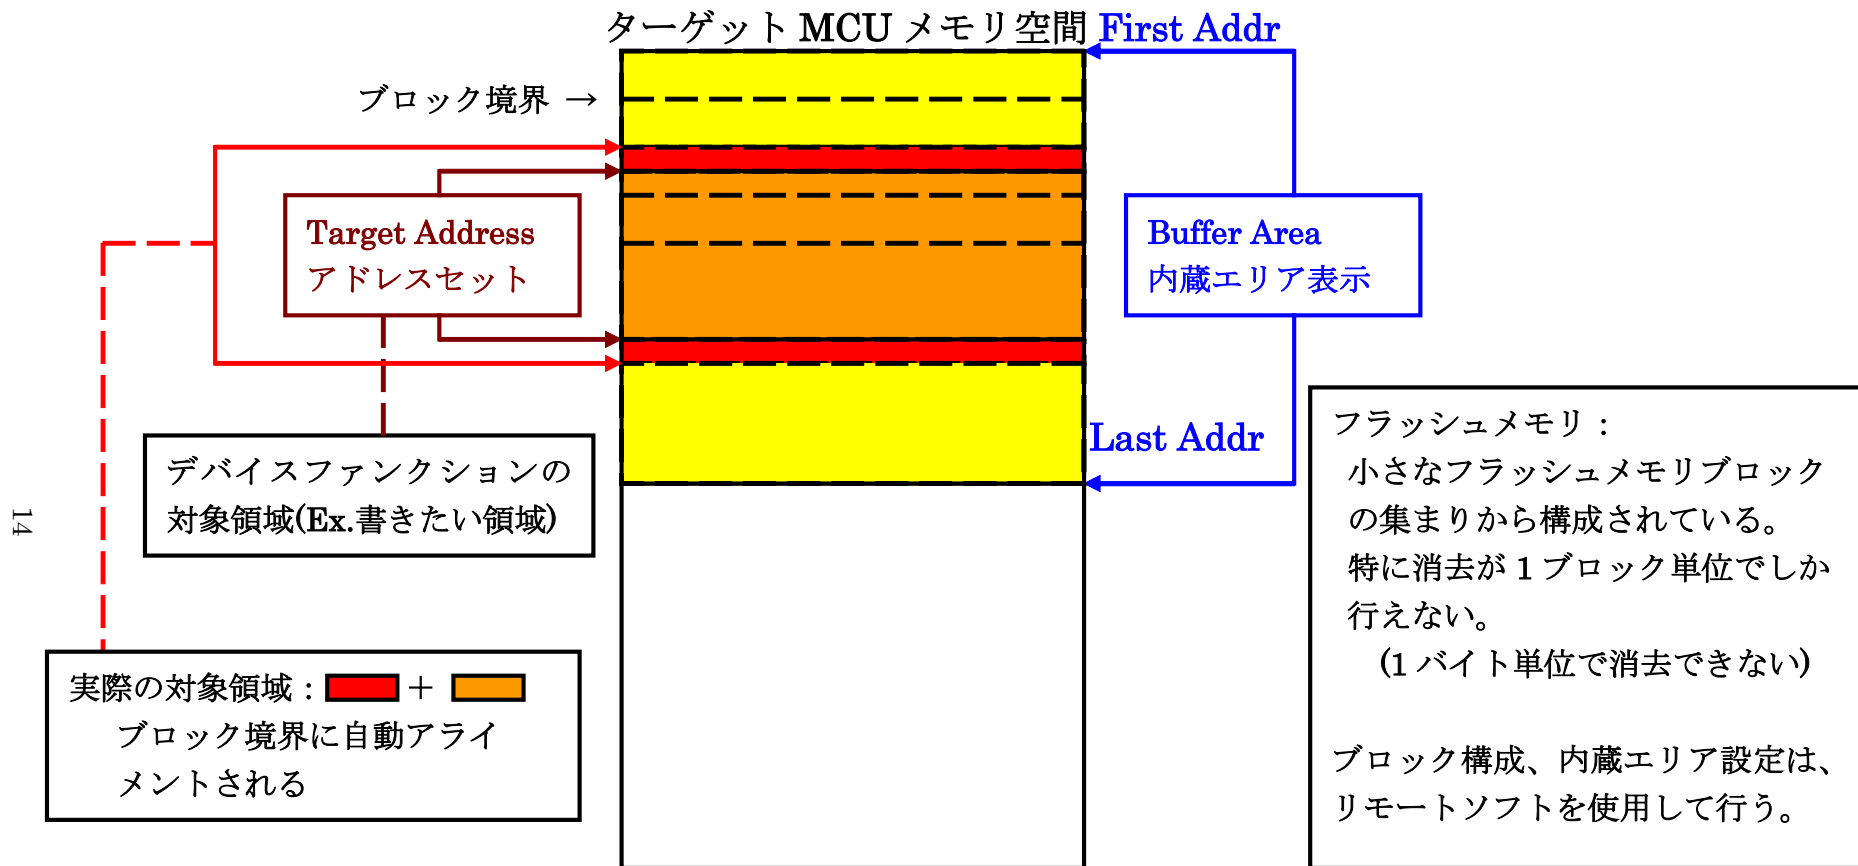 ターゲット MCU メモリ空間 First Addr
ブロック境界 →
Target Address
アドレスセット
Buffer Area
内蔵エリア表示
Last Addr
デバイスファンクションの
対象領域(Ex.書きたい領域)
14
実際の対象領域：＋
ブロック境界に自動アライ
メントされる
フラッシュメモリ：
小さなフラッシュメモリブロック
の集まりから構成されている。
特に消去が 1 ブロック単位でしか
行えない。
(1 バイト単位で消去できない)
ブロック構成、内蔵エリア設定は、
リモートソフトを使用して行う。